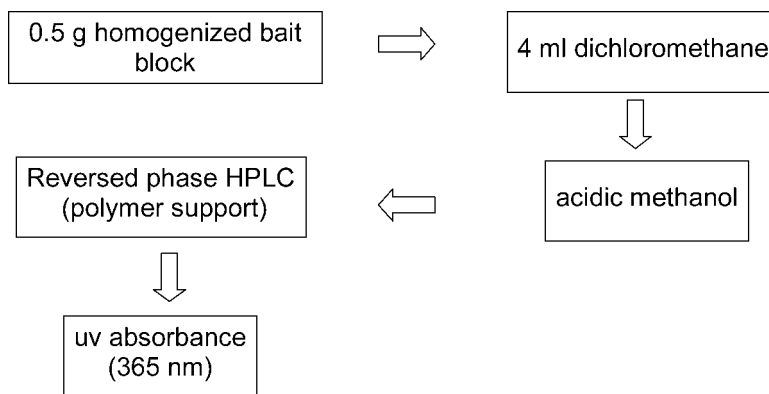 0.5 g homogenized bait
block
4 ml dichloromethane
acidic methanol
Reversed phase HPLC
(polymer support)
uv absorbance
(365 nm)